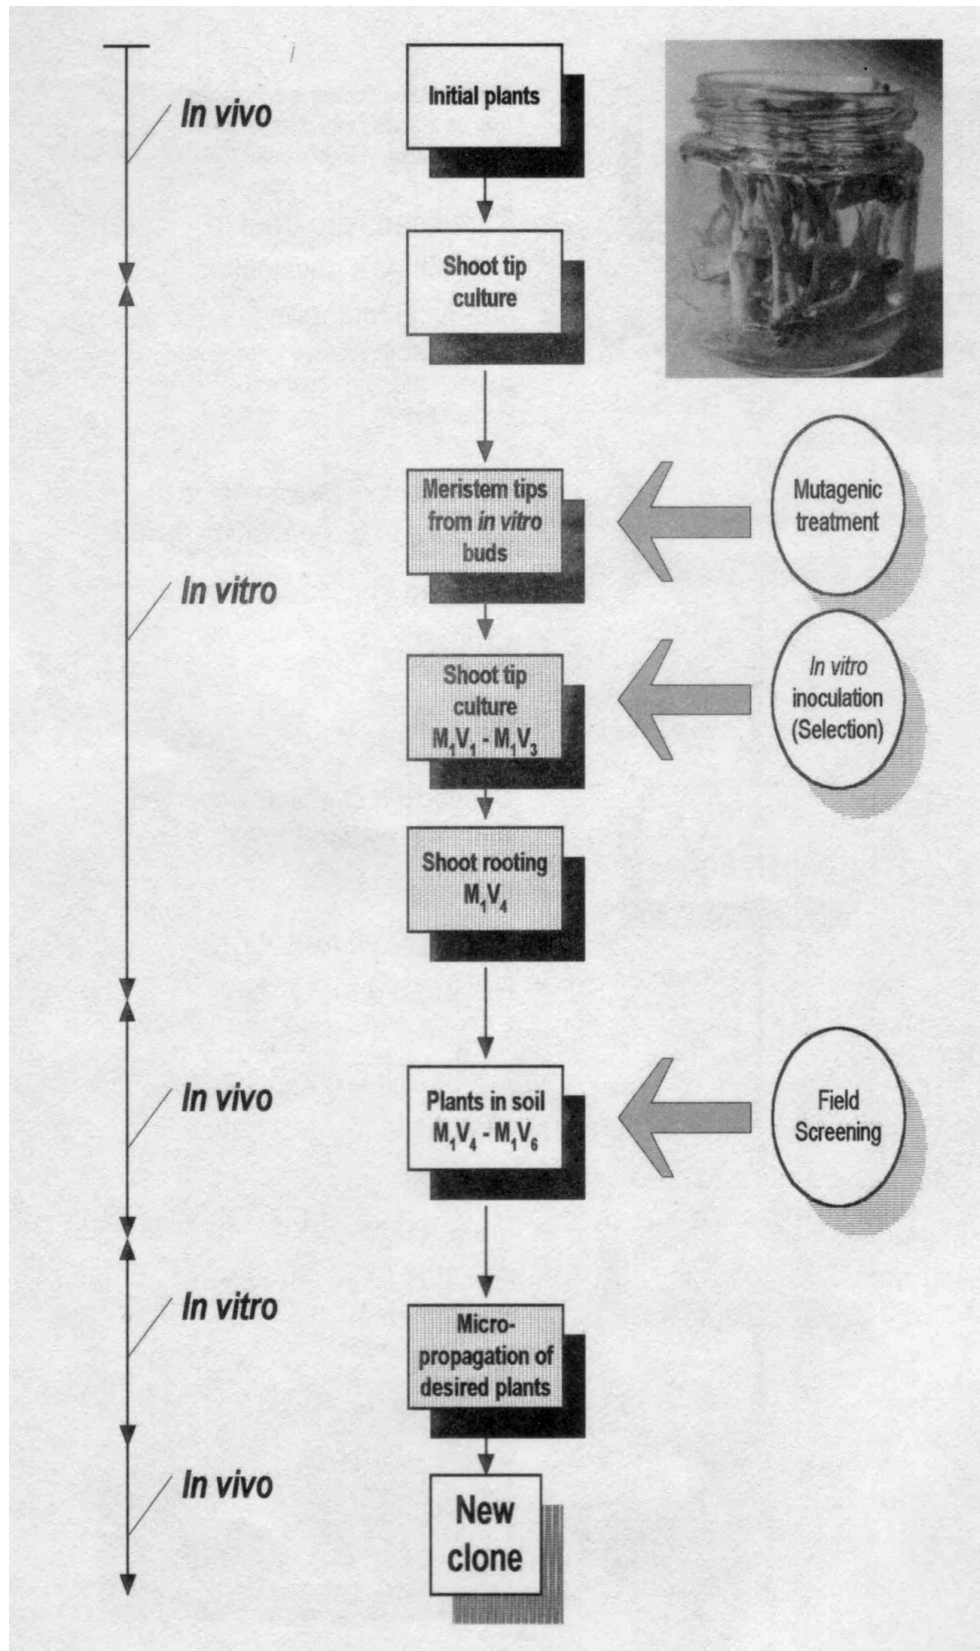 In vivo
Initial plants
Shoot tip
culture
Meristem tips
from in vitro
buds
Mutagenic
treatment
In vitro
Shoot tip
culture
M₁V₁ - M₁V₃
In vitro
inoculation
(Selection)
Shoot rooting
M₁V₄
In vivo
Plants in soil
M₁V₄ - M₁V₆
Field
Screening
In vitro
Micro-
propagation of
desired plants
In vivo
New
clone